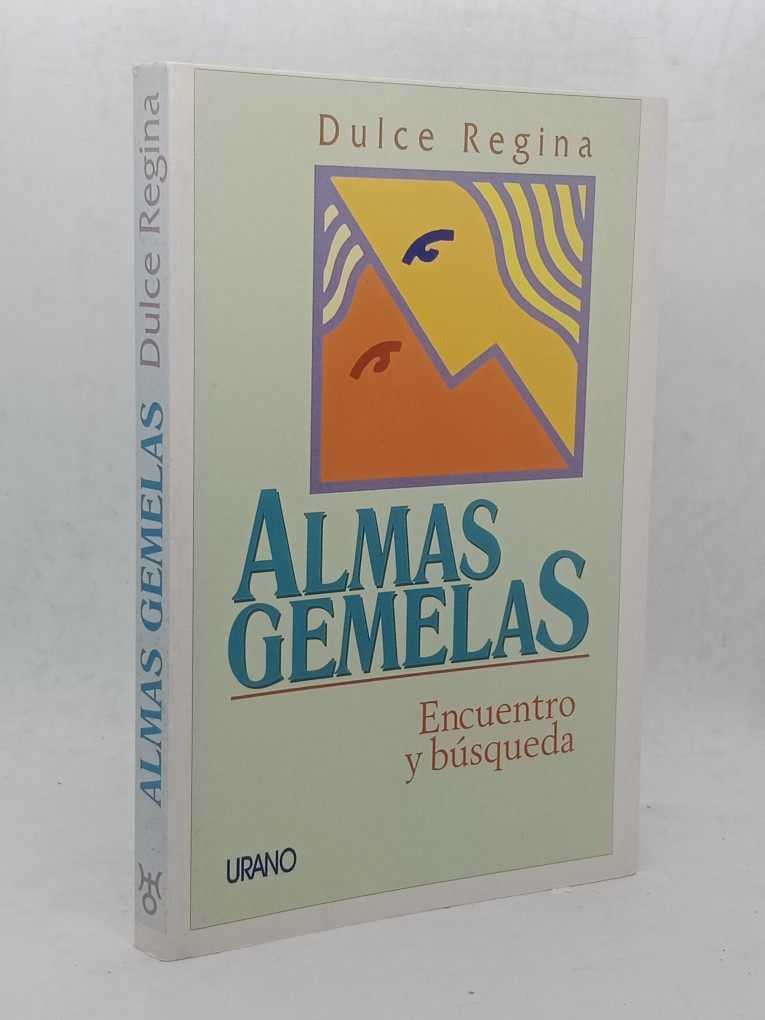 ALMAS GEMELAS Dulce Regina
Dulce Regina
ALMAS
GEMELAS
Encuentro
y búsqueda
URANO